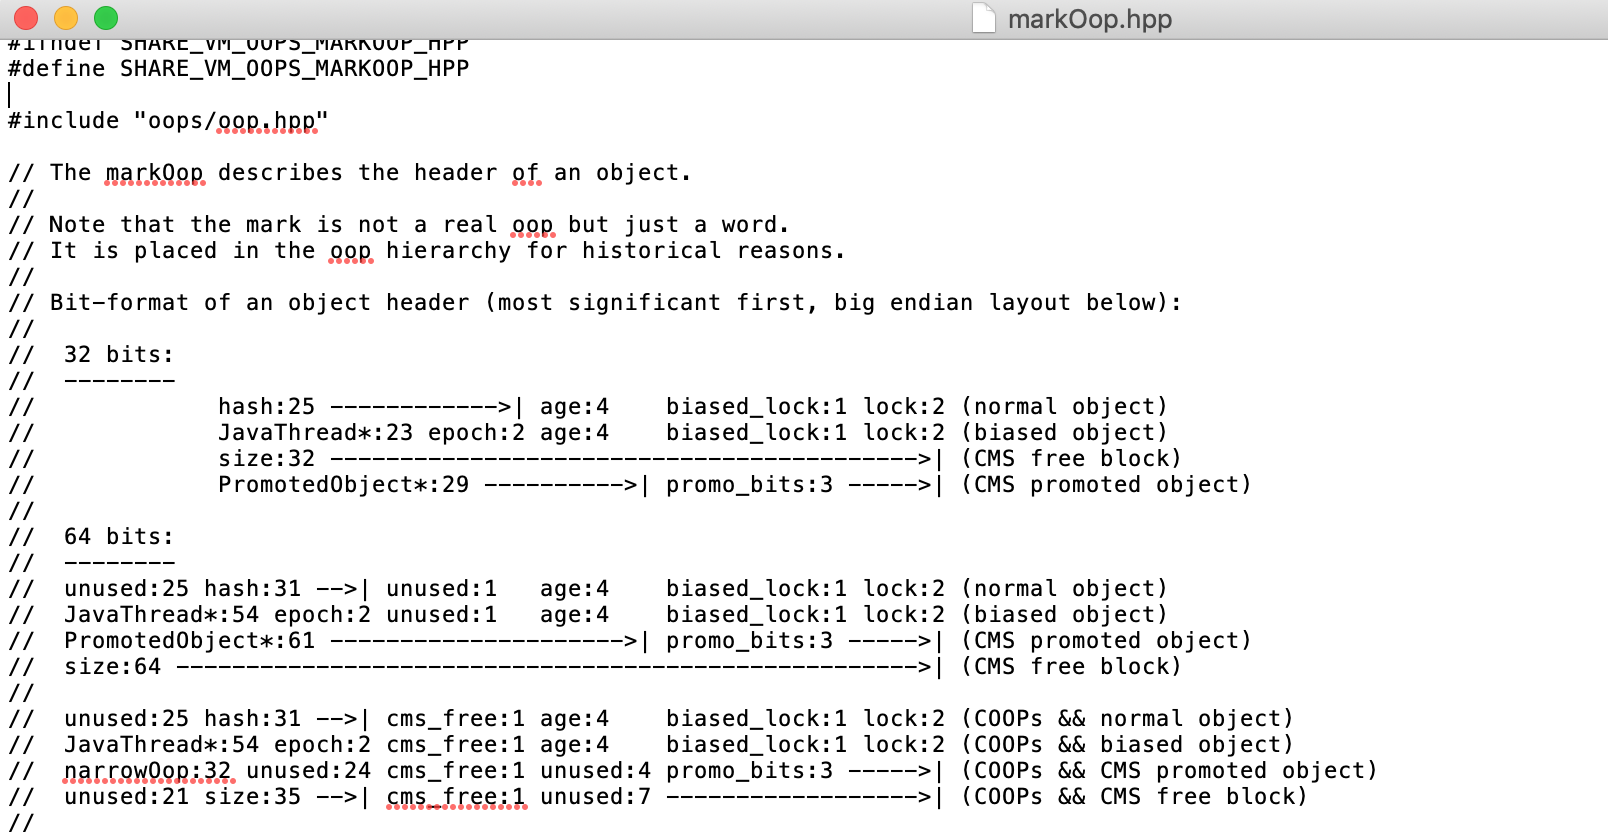 markOop.hpp
#ifndef SHARE_VM_OOPS_MARKOOP_HPP
#define SHARE_VM_OOPS_MARKOOP_HPP
#include "oops/oop.hpp"
// The markOop describes the header of an object.
//
// Note that the mark is not a real oop but just a word.
// It is placed in the oop hierarchy for historical reasons.
//
// Bit-format of an object header (most significant first, big endian layout below):
//
//  32 bits:
//  --------
//             hash:25 ------------>| age:4    biased_lock:1 lock:2 (normal object)
//             JavaThread*:23 epoch:2 age:4    biased_lock:1 lock:2 (biased object)
//             size:32 ------------------------------------------>| (CMS free block)
//             PromotedObject*:29 ---------->| promo_bits:3 ----->| (CMS promoted object)
//
//  64 bits:
//  --------
//  unused:25 hash:31 -->| unused:1   age:4    biased_lock:1 lock:2 (normal object)
//  JavaThread*:54 epoch:2 unused:1   age:4    biased_lock:1 lock:2 (biased object)
//  PromotedObject*:61 --------------------->| promo_bits:3 ----->| (CMS promoted object)
//  size:64 ----------------------------------------------------->| (CMS free block)
//
//  unused:25 hash:31 -->| cms_free:1 age:4    biased_lock:1 lock:2 (COOPs && normal object)
//  JavaThread*:54 epoch:2 cms_free:1 age:4    biased_lock:1 lock:2 (COOPs && biased object)
//  narrowOop:32 unused:24 cms_free:1 unused:4 promo_bits:3 ----->| (COOPs && CMS promoted object)
//  unused:21 size:35 -->| cms_free:1 unused:7 ------------------>| (COOPs && CMS free block)
//